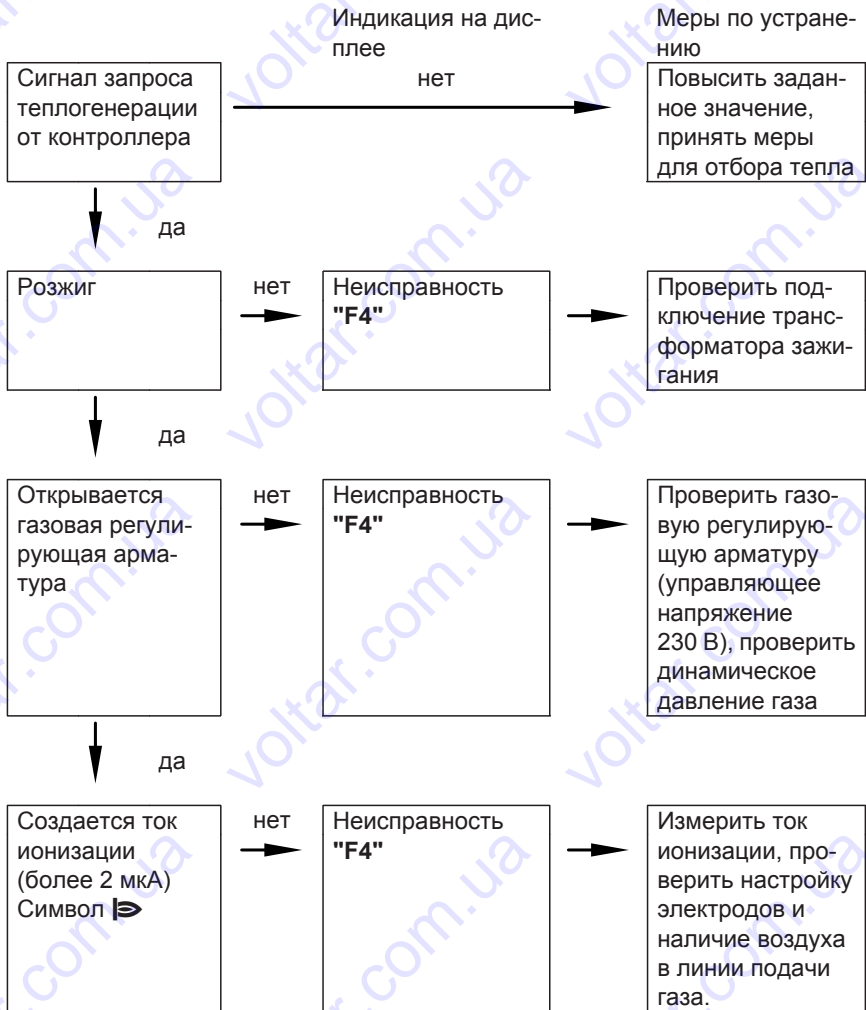 Индикация на дис-
плее
Меры по устране-
нию
Сигнал запроса
теплогенерации
от контроллера
нет
Повысить задан-
ное значение,
принять меры
для отбора тепла
да
Розжиг
нет
Неисправность
"F4"
Проверить под-
ключение транс-
форматора зажи-
гания
да
Открывается
газовая регули-
рующая арма-
тура
нет
Неисправность
"F4"
Проверить газо-
вую регулирую-
щую арматуру
(управляющее
напряжение
230 В), проверить
динамическое
давление газа
да
Создается ток
ионизации
(более 2 мкА)
Символ
нет
Неисправность
"F4"
Измерить ток
ионизации, про-
верить настройку
электродов и
наличие воздуха
в линии подачи
газа.
voltar.com.ua